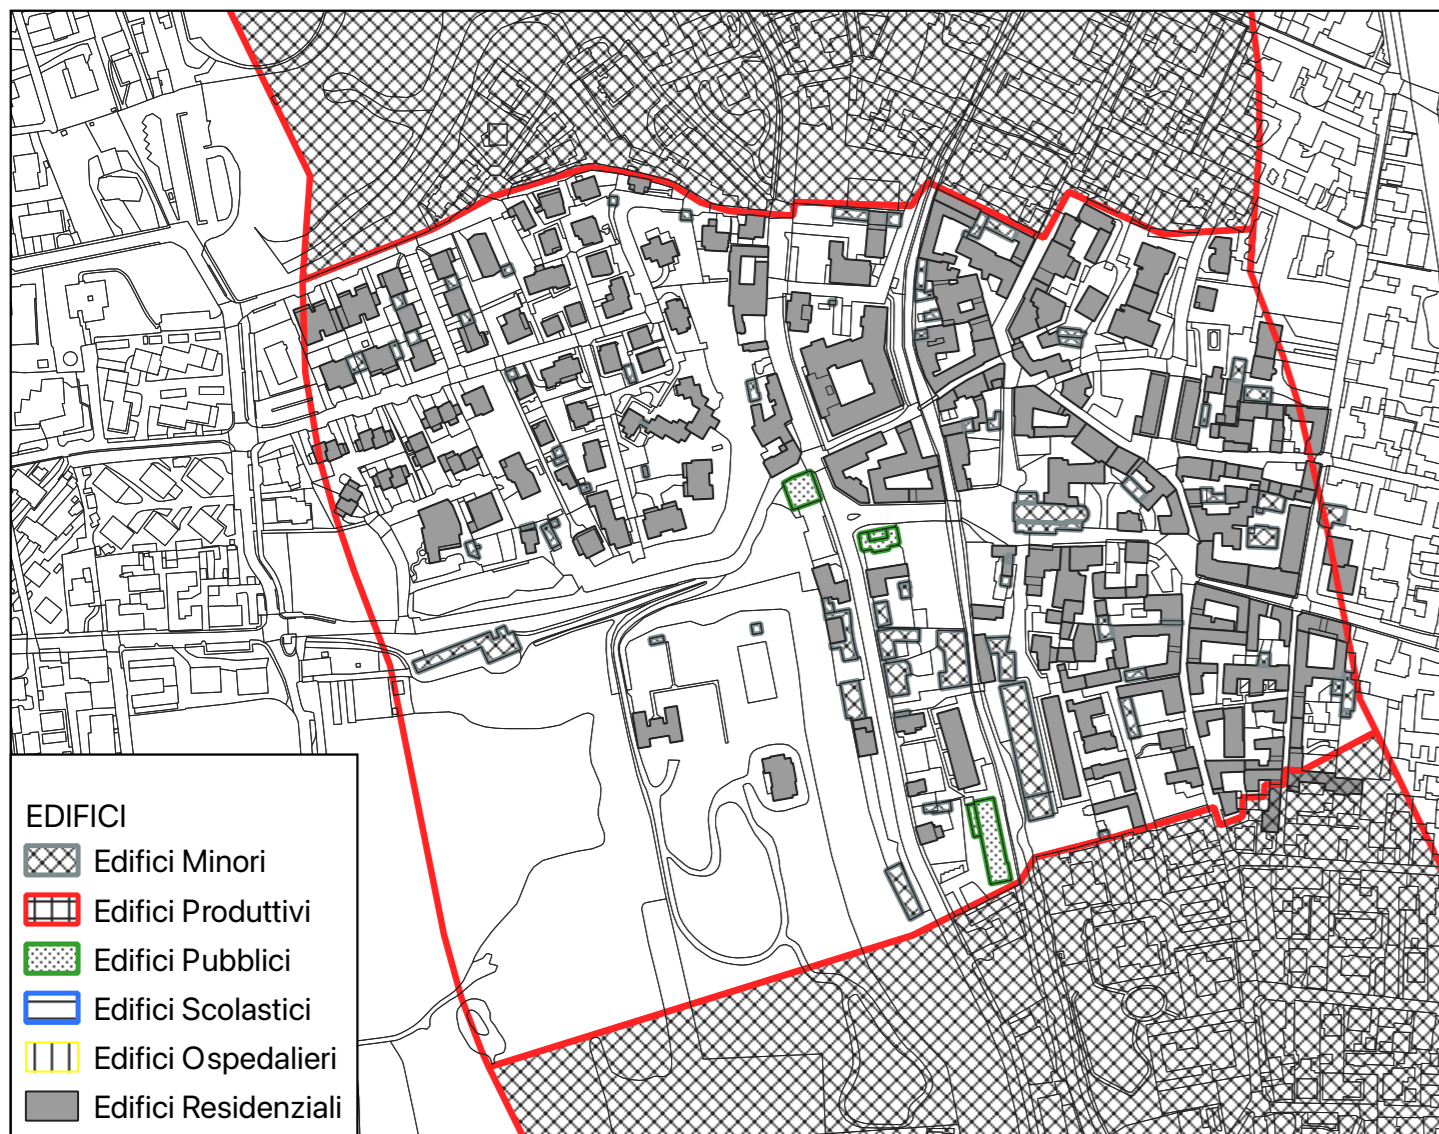 EDIFICI
Edifici Minori
Edifici Produttivi
Edifici Pubblici
Edifici Scolastici
Edifici Ospedalieri
Edifici Residenziali